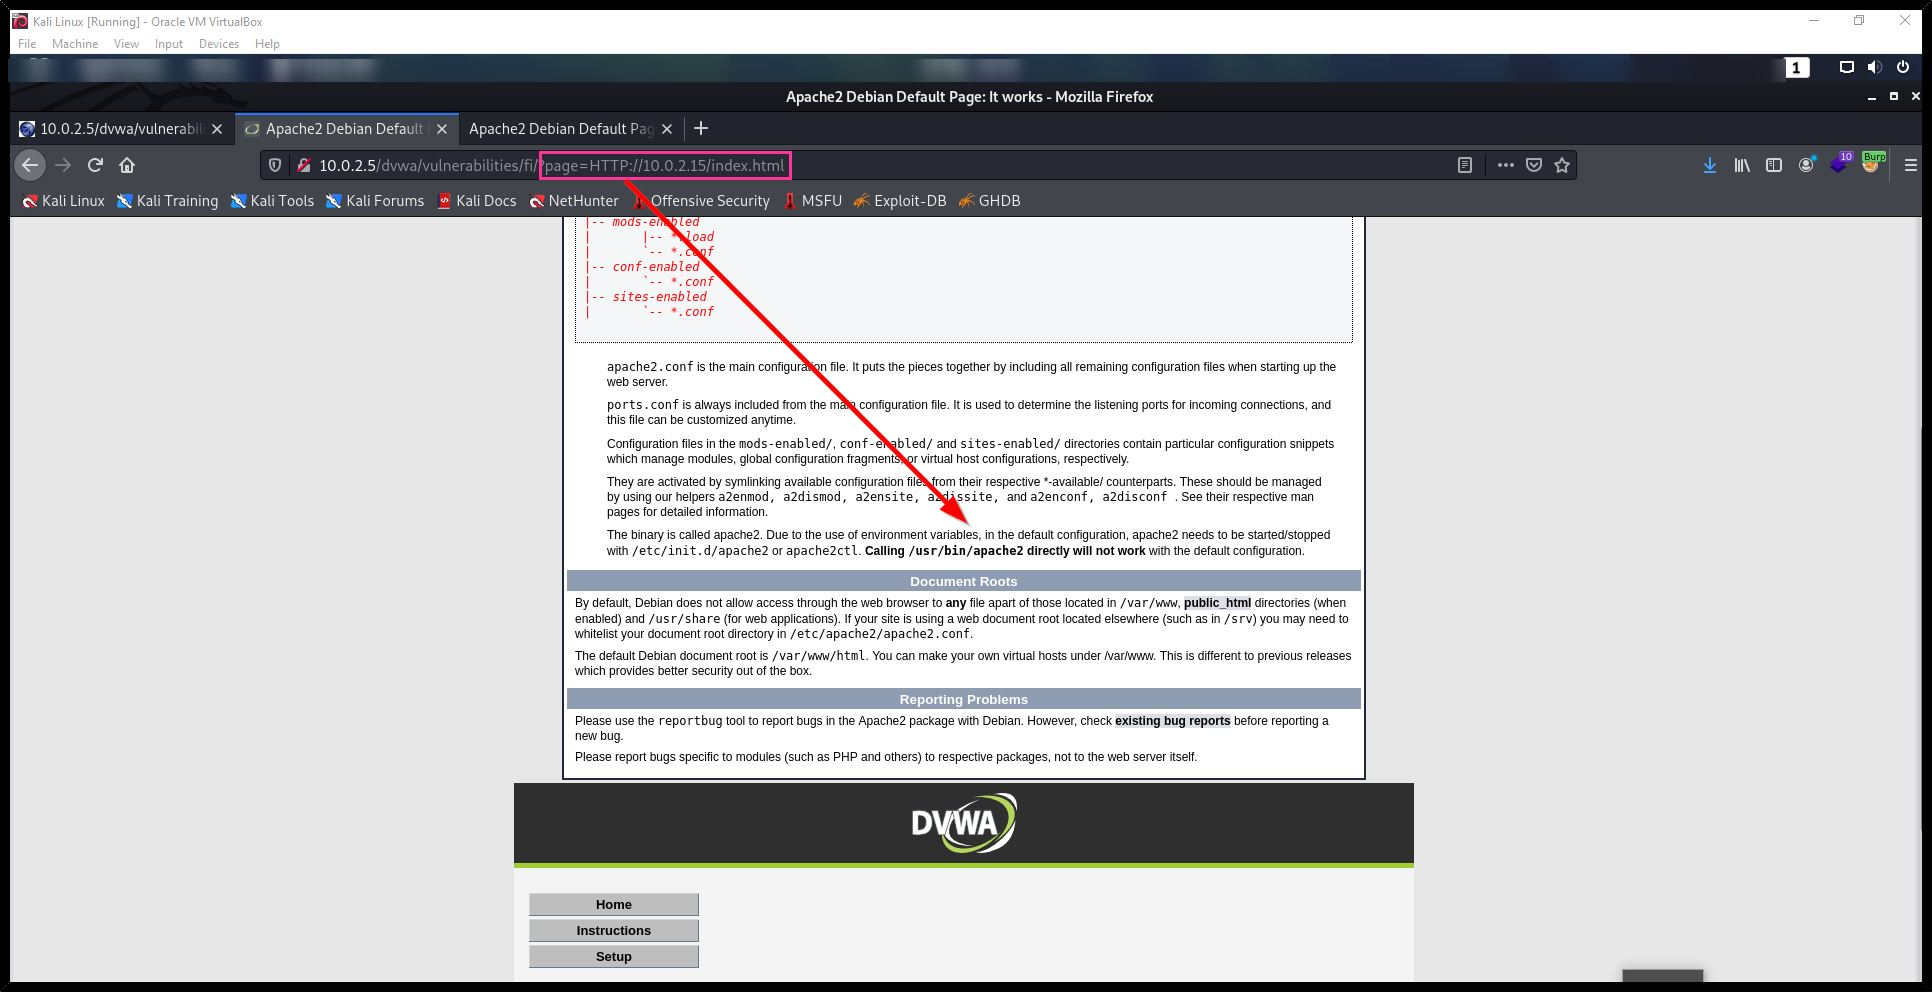 Kali Linux [Running] - Oracle VM VirtualBox
File Machine View Input Devices Help
1
Apache2 Debian Default Page: It works - Mozilla Firefox
10.0.2.5/dvwa/vulnerabili
Apache2 Debian Default
Apache2 Debian Default Pag
10.0.2.5/dvwa/vulnerabilities/fi/?page=HTTP://10.0.2.15/index.html
10
Burp
Kali Linux Kali Training Kali Tools Kali Forums Kali Docs NetHunter Offensive Security MSFU Exploit-DB GHDB
|-- mods-enabled
|       |-- *.load
|       `-- *.conf
|-- conf-enabled
|       `-- *.conf
|-- sites-enabled
|       `-- *.conf
apache2.conf is the main configuration file. It puts the pieces together by including all remaining configuration files when starting up the
web server.
ports.conf is always included from the main configuration file. It is used to determine the listening ports for incoming connections, and
this file can be customized anytime.
Configuration files in the mods-enabled/, conf-enabled/ and sites-enabled/ directories contain particular configuration snippets
which manage modules, global configuration fragments, or virtual host configurations, respectively.
They are activated by symlinking available configuration files from their respective *-available/ counterparts. These should be managed
by using our helpers a2enmod, a2dismod, a2ensite, a2dissite, and a2enconf, a2disconf . See their respective man
pages for detailed information.
The binary is called apache2. Due to the use of environment variables, in the default configuration, apache2 needs to be started/stopped
with /etc/init.d/apache2 or apache2ctl. Calling /usr/bin/apache2 directly will not work with the default configuration.
Document Roots
By default, Debian does not allow access through the web browser to any file apart of those located in /var/www, public_html directories (when
enabled) and /usr/share (for web applications). If your site is using a web document root located elsewhere (such as in /srv) you may need to
whitelist your document root directory in /etc/apache2/apache2.conf.
The default Debian document root is /var/www/html. You can make your own virtual hosts under /var/www. This is different to previous releases
which provides better security out of the box.
Reporting Problems
Please use the reportbug tool to report bugs in the Apache2 package with Debian. However, check existing bug reports before reporting a
new bug.
Please report bugs specific to modules (such as PHP and others) to respective packages, not to the web server itself.
DVWA
Home
Instructions
Setup